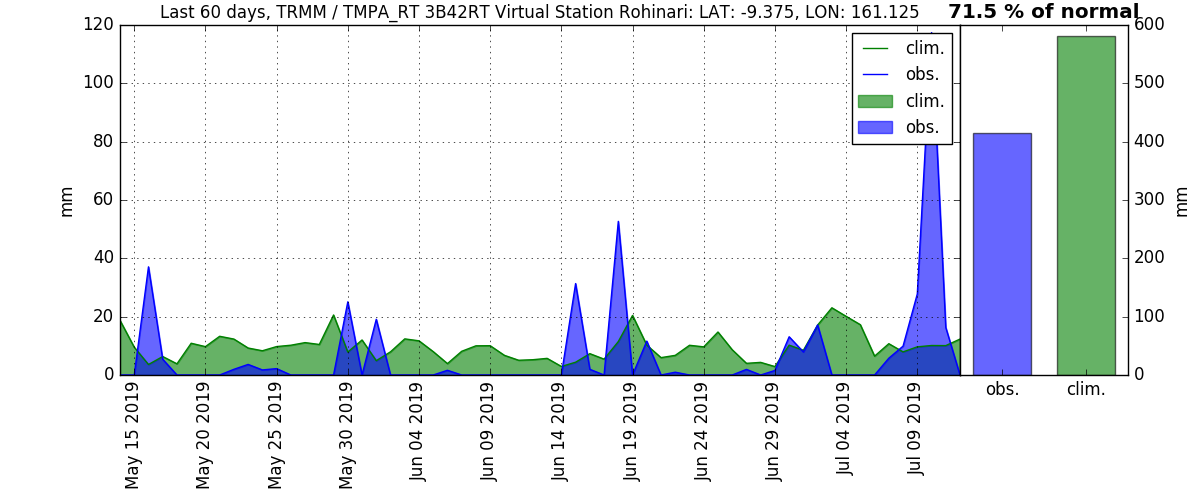 Last 60 days, TRMM / TMPA_RT 3B42RT Virtual Station Rohinari: LAT: -9.375, LON: 161.125
71.5 % of normal
120
100
80
60
40
20
0
mm
clim.
obs.
clim.
obs.
600
500
400
300
200
100
0
mm
May 15 2019
May 20 2019
May 25 2019
May 30 2019
Jun 04 2019
Jun 09 2019
Jun 14 2019
Jun 19 2019
Jun 24 2019
Jun 29 2019
Jul 04 2019
Jul 09 2019
obs.
clim.